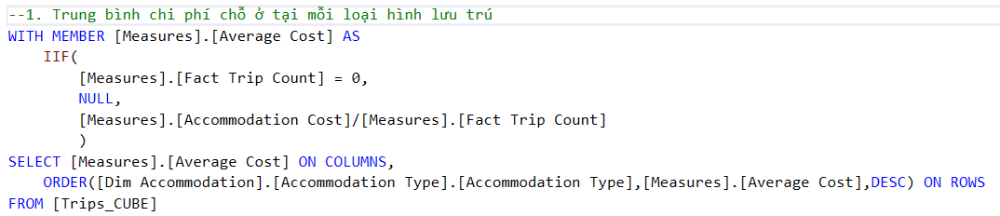 --1. Trung bình chi phí chỗ ở tại mỗi loại hình lưu trú
WITH MEMBER [Measures].[Average Cost] AS
    IIF(
        [Measures].[Fact Trip Count] = 0,
        NULL,
        [Measures].[Accommodation Cost]/[Measures].[Fact Trip Count]
        )
SELECT [Measures].[Average Cost] ON COLUMNS,
    ORDER([Dim Accommodation].[Accommodation Type].[Accommodation Type],[Measures].[Average Cost],DESC) ON ROWS
FROM [Trips_CUBE]